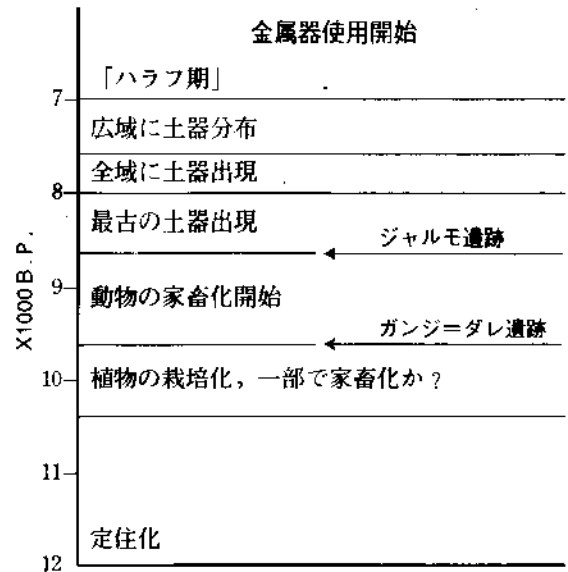 金属器使用開始
「ハラフ期」
7
広域に土器分布
全域に土器出現
8
最古の土器出現
ジャルモ遺跡
9
動物の家畜化開始
ガンジ=ダレ遺跡
10
植物の栽培化，一部で家畜化か?
11
定住化
12
X1000B.P.